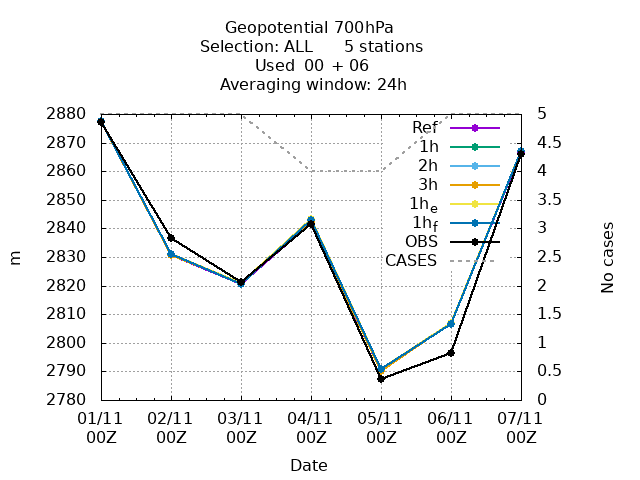 Geopotential 700hPa
Selection: ALL 5 stations
Used 00 + 06
Averaging window: 24h
2880
2870
2860
2850
2840
2830
2820
2810
2800
2790
2780
m
5
4.5
4
3.5
3
2.5
2
1.5
1
0.5
0
No cases
Ref
1h
2h
3h
1he
1hf
OBS
CASES
01/11 02/11 03/11 04/11 05/11 06/11 07/11
00Z 00Z 00Z 00Z 00Z 00Z 00Z
Date